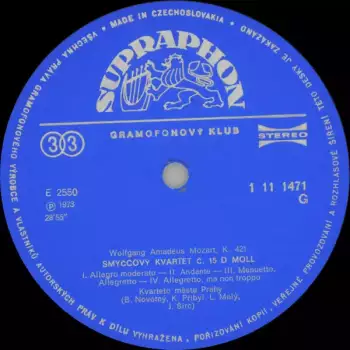 MADE IN CZECHOSLOVAKIA • VŠECHNA PRÁVA GRAMOFONOVÉHO VÝROBCE A VLASTNÍKŮ AUTORSKÝCH PRÁV K DÍLU VYHRAŽENA. POŘIZOVÁNÍ KOPIÍ, VEŘEJNÉ PROVOZOVÁNÍ A ROZHLASOVÉ ŠÍŘENÍ TÉTO DESKY JE ZAKÁZÁNO
SUPRAPHON
GRAMOFONOVÝ KLUB
33
STEREO
E 2550
1 11 1471
℗ 1973
G
28'53"
Wolfgang Amadeus Mozart, K. 421
SMYČCOVÝ KVARTET Č. 15 D MOLL
I. Allegro moderato — II. Andante — III. Menuetto.
Allegretto — IV. Allegretto, ma non troppo
Kvarteto města Prahy
(B. Novotný, K. Přibyl, L. Malý,
J. Širc)